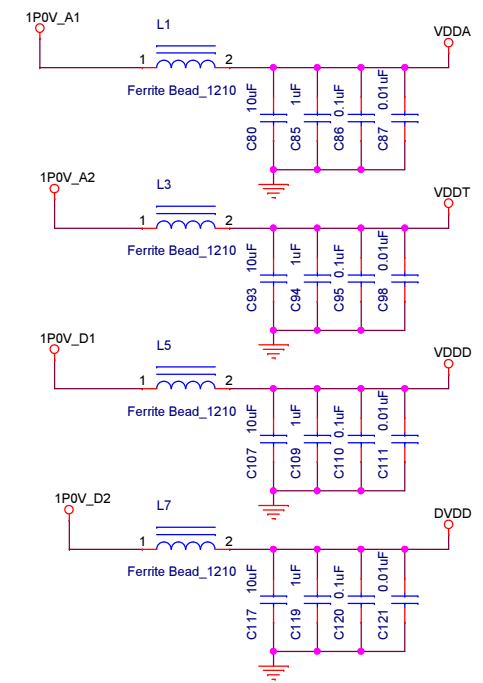 1P0V_A1
L1
VDDA
1
2
Ferrite Bead_1210
10uF
1uF
0.1uF
0.01uF
C80
C85
C86
C87
1P0V_A2
L3
VDDT
1
2
Ferrite Bead_1210
10uF
1uF
0.1uF
0.01uF
C93
C94
C95
C98
1P0V_D1
L5
VDDD
1
2
Ferrite Bead_1210
10uF
1uF
0.1uF
0.01uF
C107
C109
C110
C111
1P0V_D2
L7
DVDD
1
2
Ferrite Bead_1210
10uF
1uF
0.1uF
0.01uF
C117
C119
C120
C121